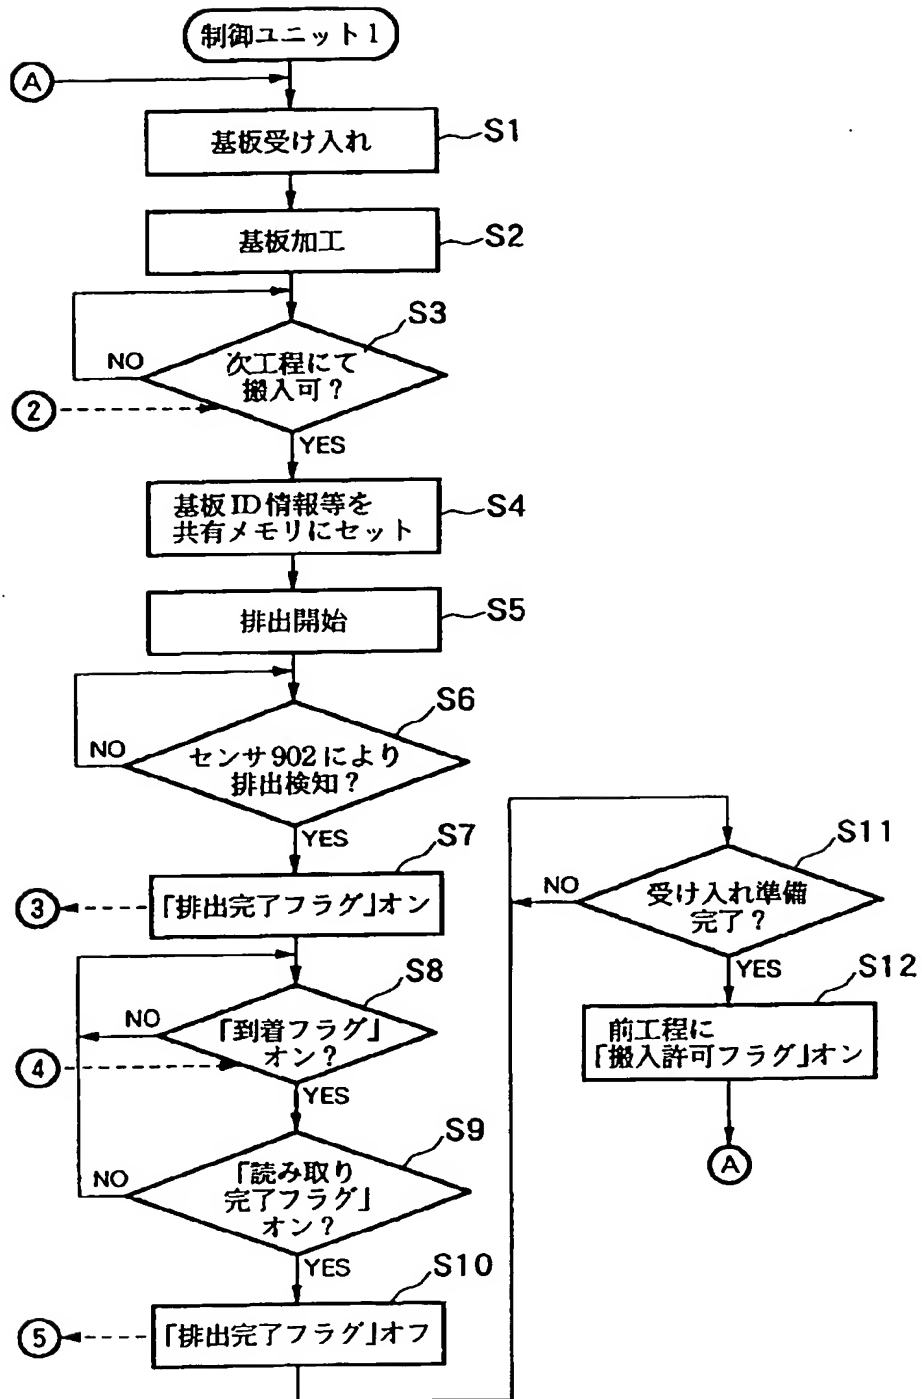 制御ユニット1
A
基板受け入れ
S1
基板加工
S2
S3
次工程にて
搬入可?
NO
2
YES
基板ID情報等を
共有メモリにセット
S4
排出開始
S5
S6
センサ902により
排出検知?
NO
YES
S7
「排出完了フラグ」オン
3
S8
「到着フラグ」
オン?
NO
4
YES
S9
「読み取り
完了フラグ」
オン?
NO
YES
S10
「排出完了フラグ」オフ
5
S11
受け入れ準備
完了?
NO
YES
S12
前工程に
「搬入許可フラグ」オン
A